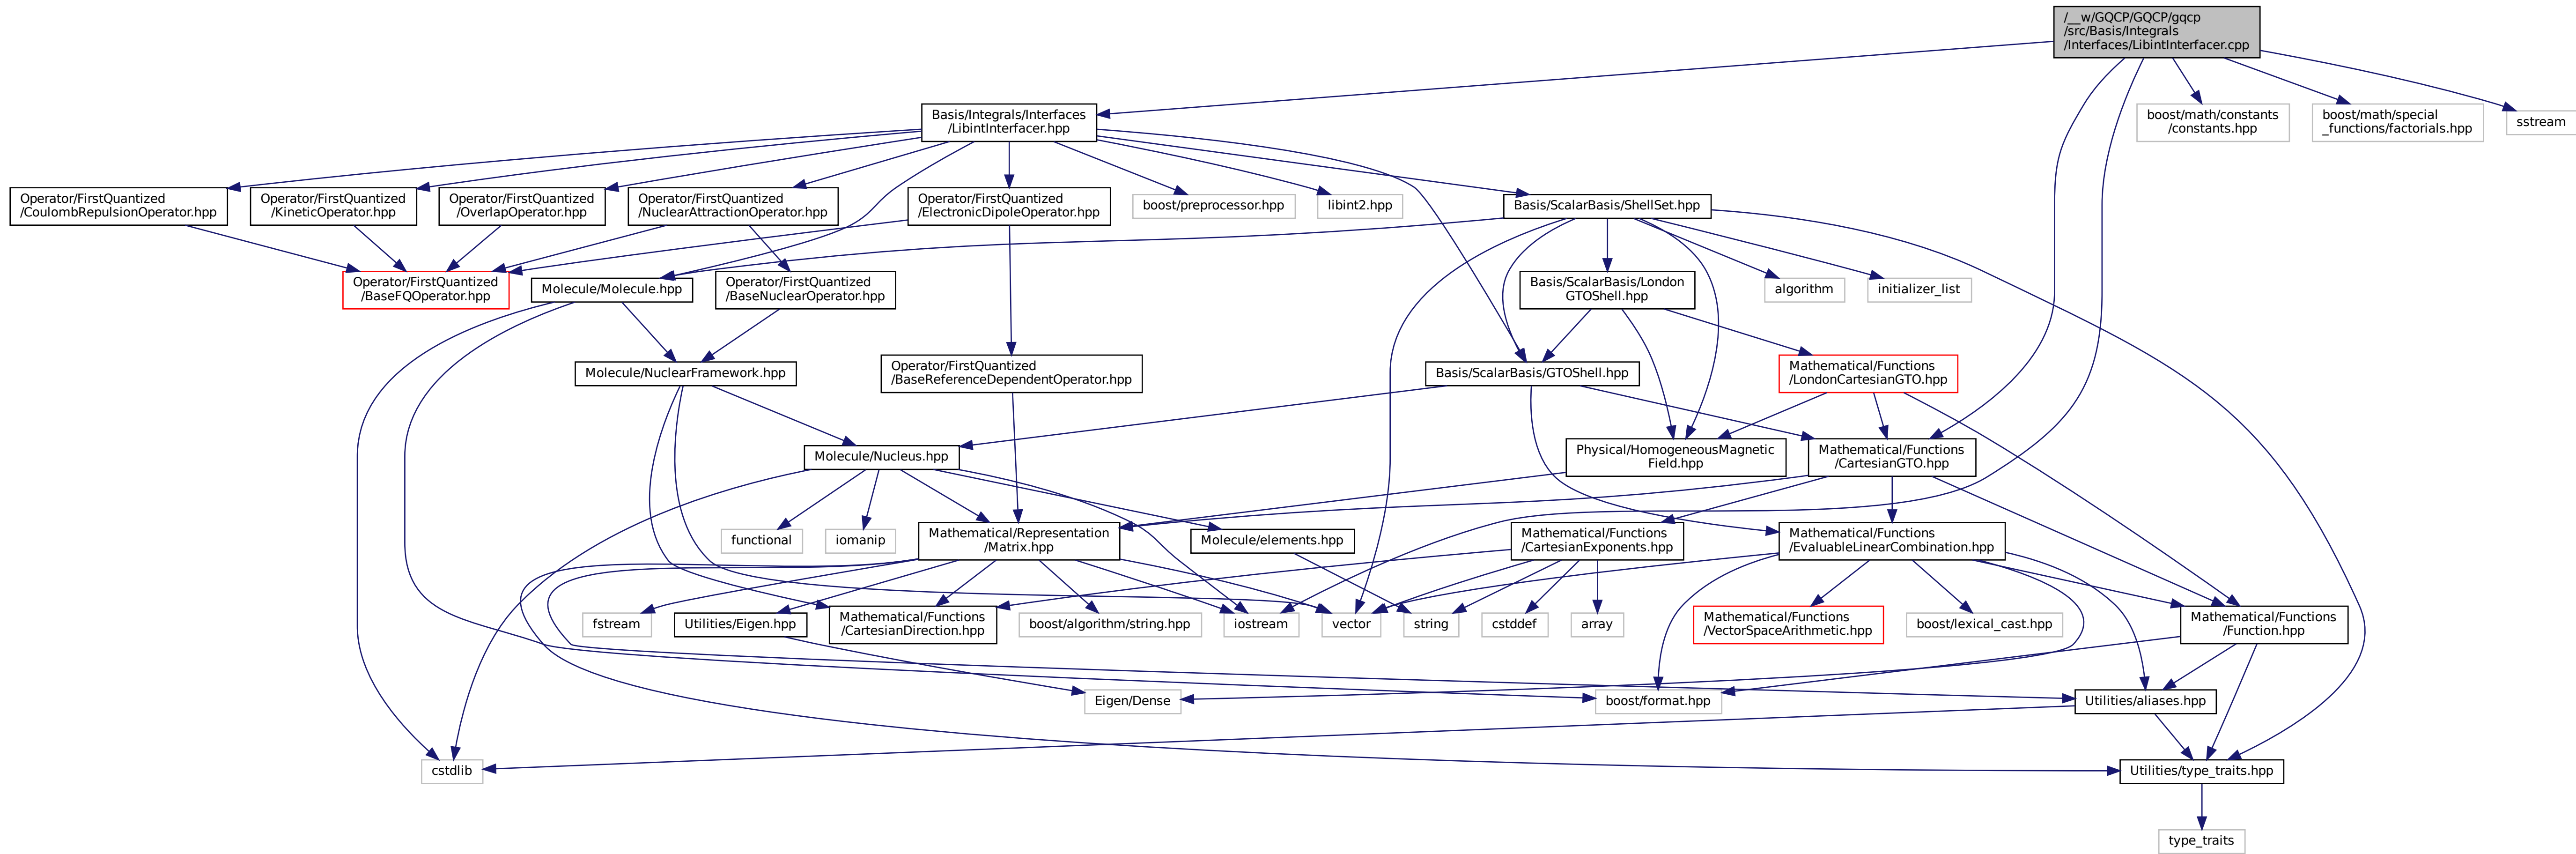 /__w/GQCP/GQCP/gqcp
/src/Basis/Integrals
/Interfaces/LibintInterfacer.cpp
Basis/Integrals/Interfaces
/LibintInterfacer.hpp
boost/math/constants
/constants.hpp
boost/math/special
_functions/factorials.hpp
sstream
Operator/FirstQuantized
/CoulombRepulsionOperator.hpp
Operator/FirstQuantized
/KineticOperator.hpp
Operator/FirstQuantized
/OverlapOperator.hpp
Operator/FirstQuantized
/NuclearAttractionOperator.hpp
Operator/FirstQuantized
/ElectronicDipoleOperator.hpp
boost/preprocessor.hpp
libint2.hpp
Basis/ScalarBasis/ShellSet.hpp
Operator/FirstQuantized
/BaseFQOperator.hpp
Molecule/Molecule.hpp
Operator/FirstQuantized
/BaseNuclearOperator.hpp
Basis/ScalarBasis/London
GTOShell.hpp
algorithm
initializer_list
Molecule/NuclearFramework.hpp
Operator/FirstQuantized
/BaseReferenceDependentOperator.hpp
Basis/ScalarBasis/GTOShell.hpp
Mathematical/Functions
/LondonCartesianGTO.hpp
Molecule/Nucleus.hpp
Physical/HomogeneousMagnetic
Field.hpp
Mathematical/Functions
/CartesianGTO.hpp
functional
iomanip
Mathematical/Representation
/Matrix.hpp
Molecule/elements.hpp
Mathematical/Functions
/CartesianExponents.hpp
Mathematical/Functions
/EvaluableLinearCombination.hpp
fstream
Utilities/Eigen.hpp
Mathematical/Functions
/CartesianDirection.hpp
boost/algorithm/string.hpp
iostream
vector
string
cstddef
array
Mathematical/Functions
/VectorSpaceArithmetic.hpp
boost/lexical_cast.hpp
Mathematical/Functions
/Function.hpp
Eigen/Dense
boost/format.hpp
Utilities/aliases.hpp
cstdlib
Utilities/type_traits.hpp
type_traits